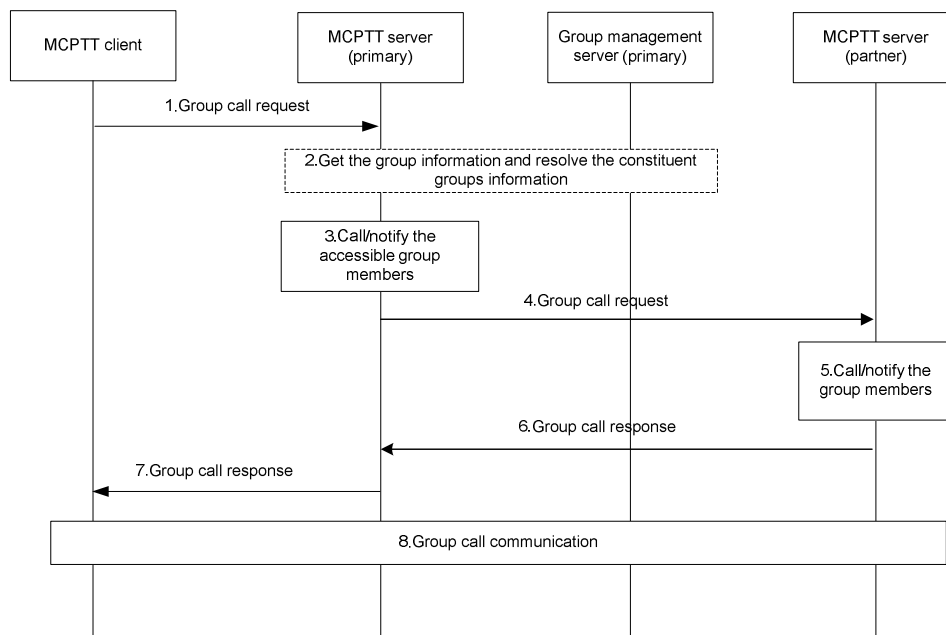 MCPTT client
MCPTT server
(primary)
Group management
server (primary)
MCPTT server
(partner)
1.Group call request
2.Get the group information and resolve the constituent
groups information
3.Call/notify the
accessible group
members
4.Group call request
5.Call/notify the
group members
6.Group call response
7.Group call response
8.Group call communication